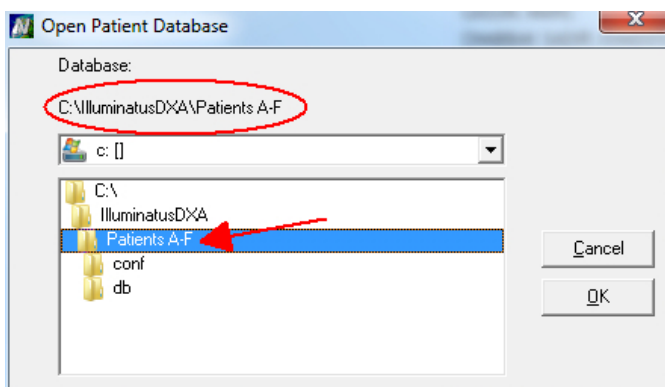 Open Patient Database
Database:
C:\IlluminatusDXA\Patients A-F
c: []
C:\
IlluminatusDXA
Patients A-F
conf
db
Cancel
OK